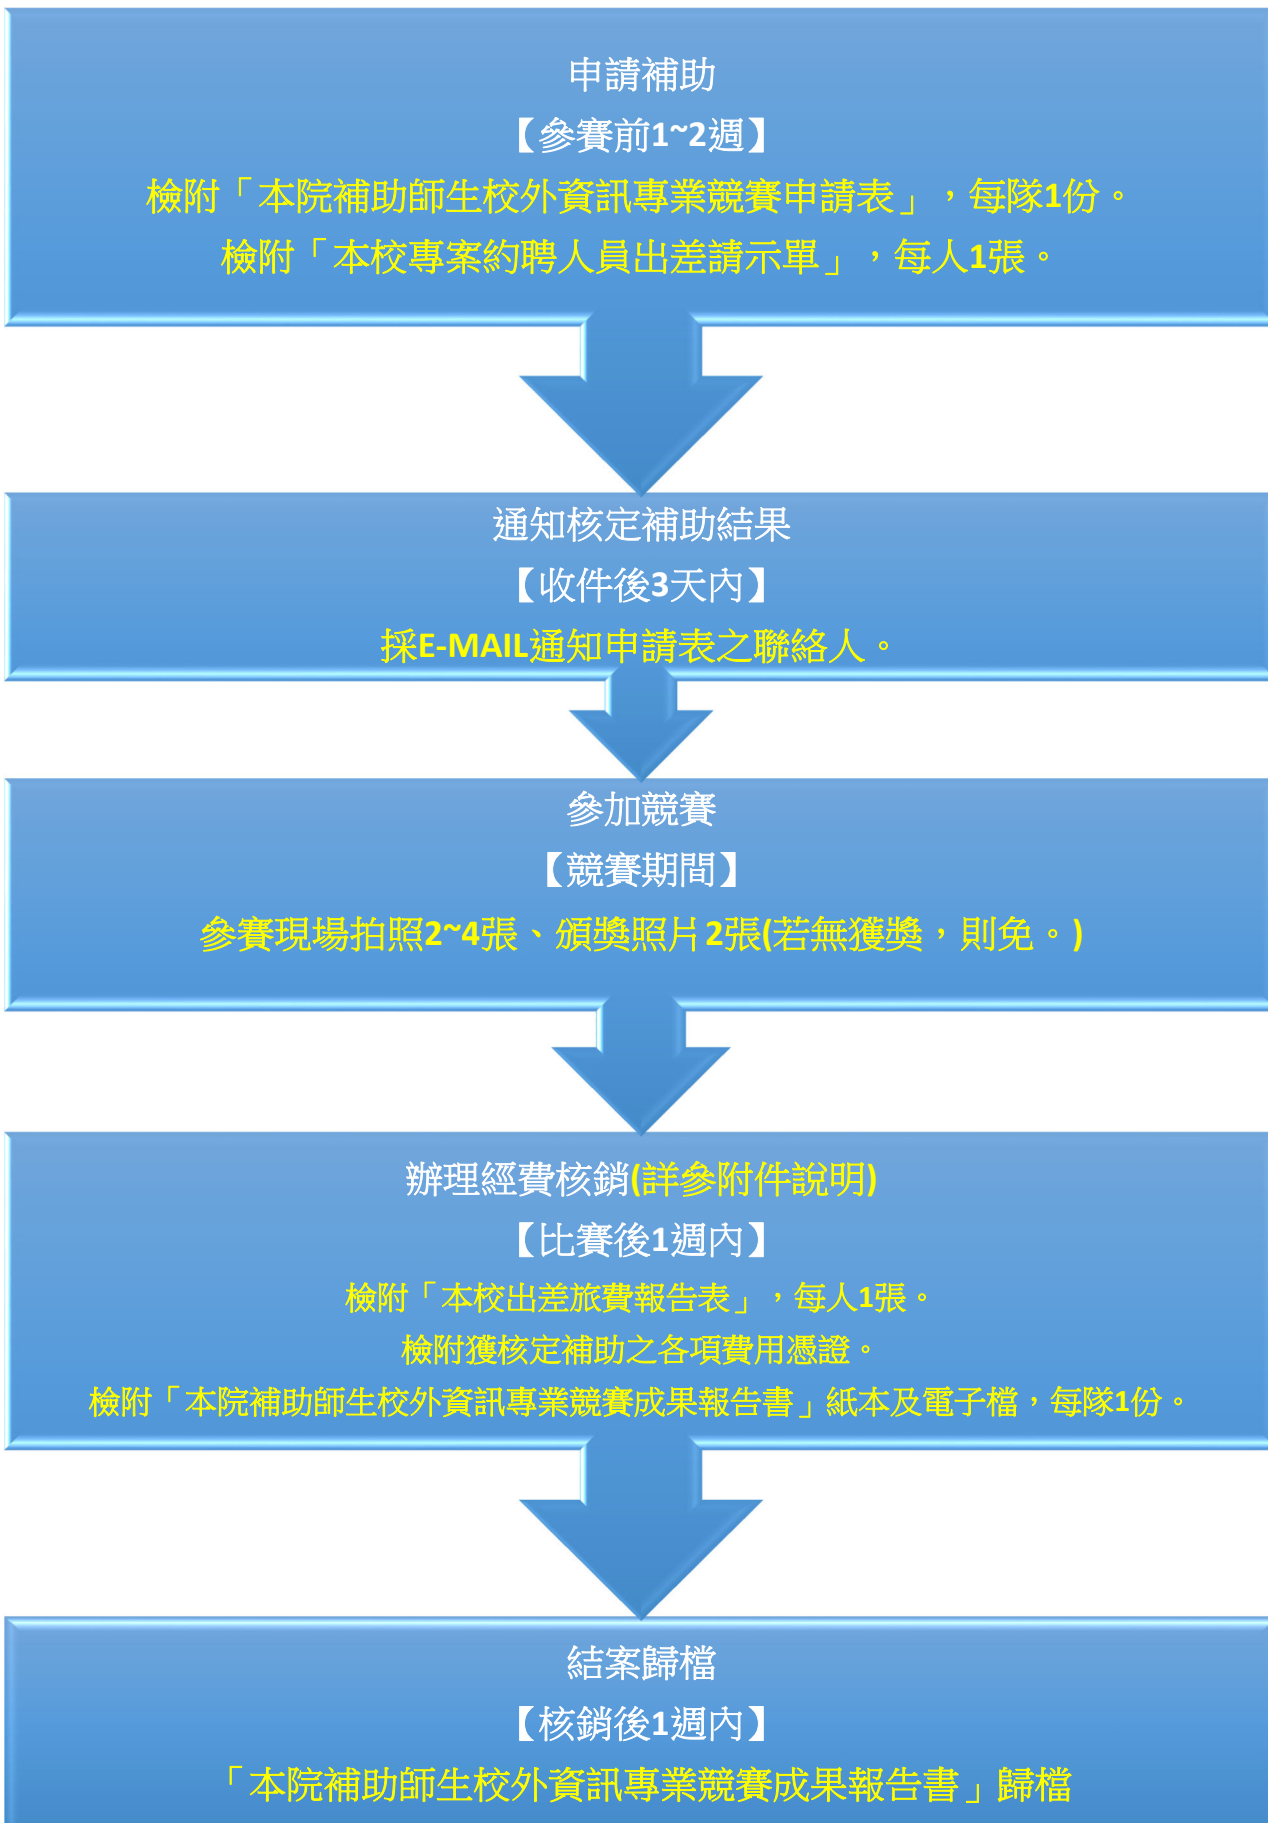 申請補助
【參賽前1~2週】
檢附「本院補助師生校外資訊專業競賽申請表」，每隊1份。
檢附「本校專案約聘人員出差請示單」，每人1張。
通知核定補助結果
【收件後3天內】
採E-MAIL通知申請表之聯絡人。
參加競賽
【競賽期間】
參賽現場拍照2~4張、頒獎照片2張(若無獲獎，則免。)
辦理經費核銷(詳參附件說明)
【比賽後1週內】
檢附「本校出差旅費報告表」，每人1張。
檢附獲核定補助之各項費用憑證。
檢附「本院補助師生校外資訊專業競賽成果報告書」紙本及電子檔，每隊1份。
結案歸檔
【核銷後1週內】
「本院補助師生校外資訊專業競賽成果報告書」歸檔